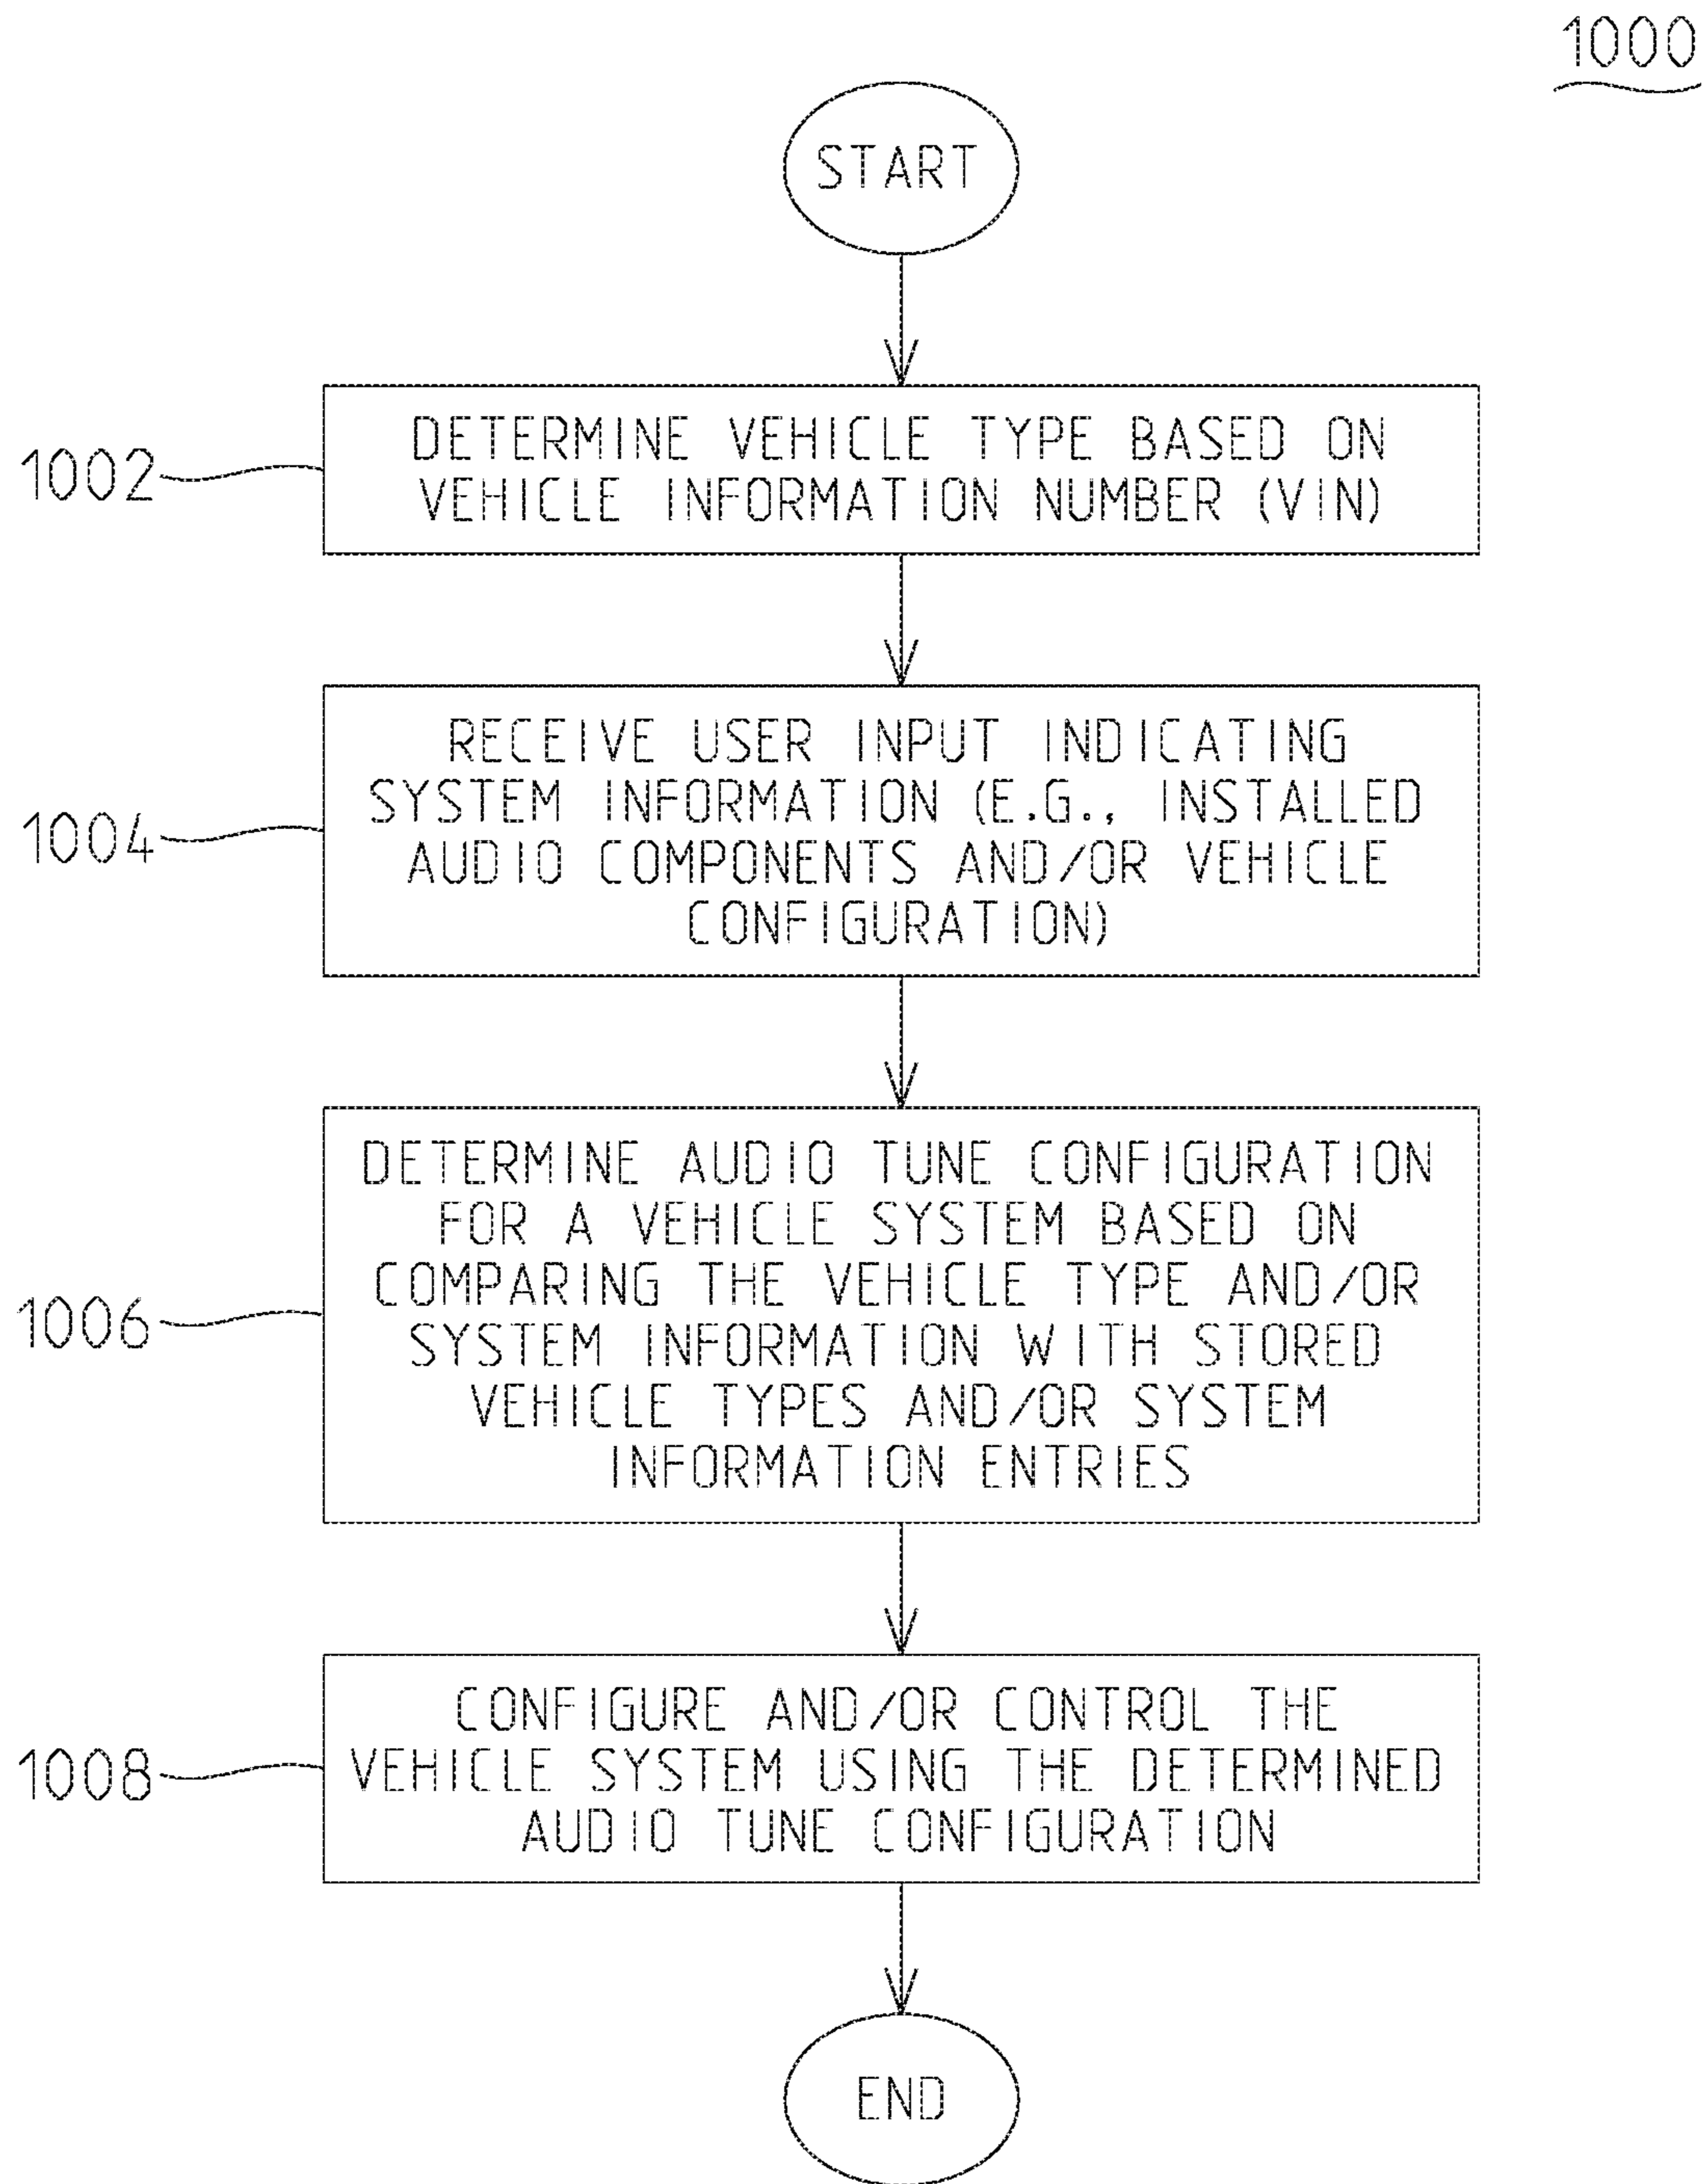 1000
START
1002
DETERMINE VEHICLE TYPE BASED ON
VEHICLE INFORMATION NUMBER (VIN)
1004
RECEIVE USER INPUT INDICATING
SYSTEM INFORMATION (E.G., INSTALLED
AUDIO COMPONENTS AND/OR VEHICLE
CONFIGURATION)
1006
DETERMINE AUDIO TUNE CONFIGURATION
FOR A VEHICLE SYSTEM BASED ON
COMPARING THE VEHICLE TYPE AND/OR
SYSTEM INFORMATION WITH STORED
VEHICLE TYPES AND/OR SYSTEM
INFORMATION ENTRIES
1008
CONFIGURE AND/OR CONTROL THE
VEHICLE SYSTEM USING THE DETERMINED
AUDIO TUNE CONFIGURATION
END